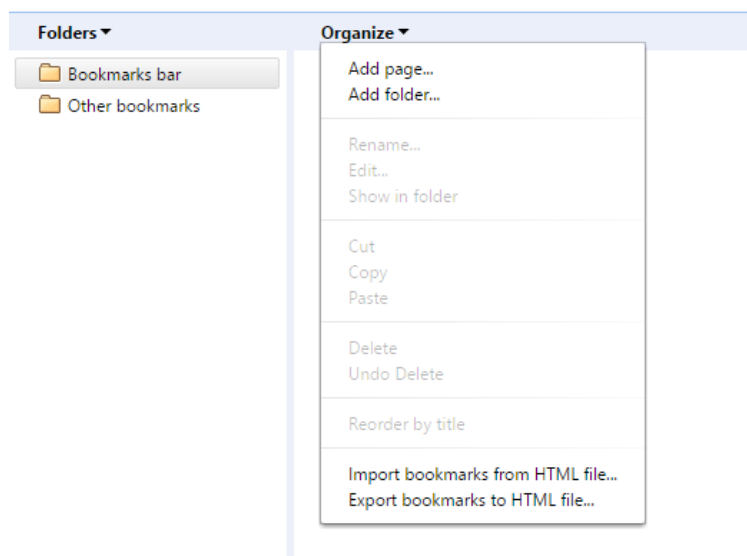 Folders
Organize
Bookmarks bar
Other bookmarks
Add page...
Add folder...
Rename...
Edit...
Show in folder
Cut
Copy
Paste
Delete
Undo Delete
Reorder by title
Import bookmarks from HTML file...
Export bookmarks to HTML file...